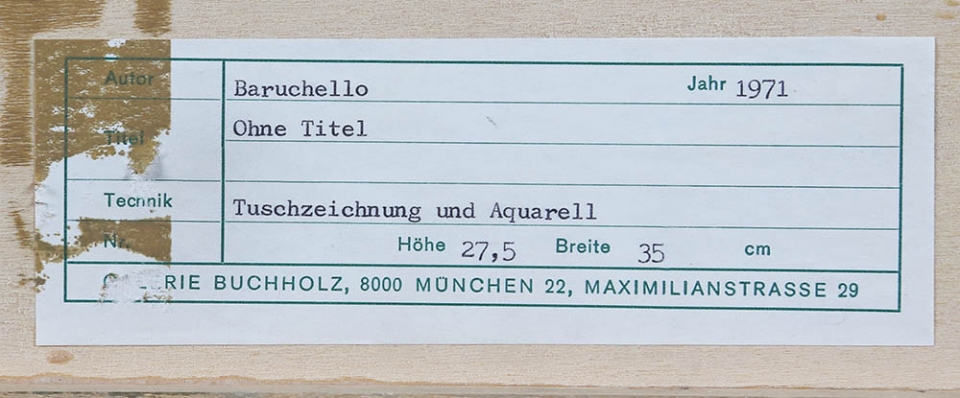 Autor Baruchello Jahr 1971
Titel Ohne Titel
Technik Tuschzeichnung und Aquarell
Nr. Höhe 27,5 Breite 35 cm
GALERIE BUCHHOLZ, 8000 MÜNCHEN 22, MAXIMILIANSTRASSE 29